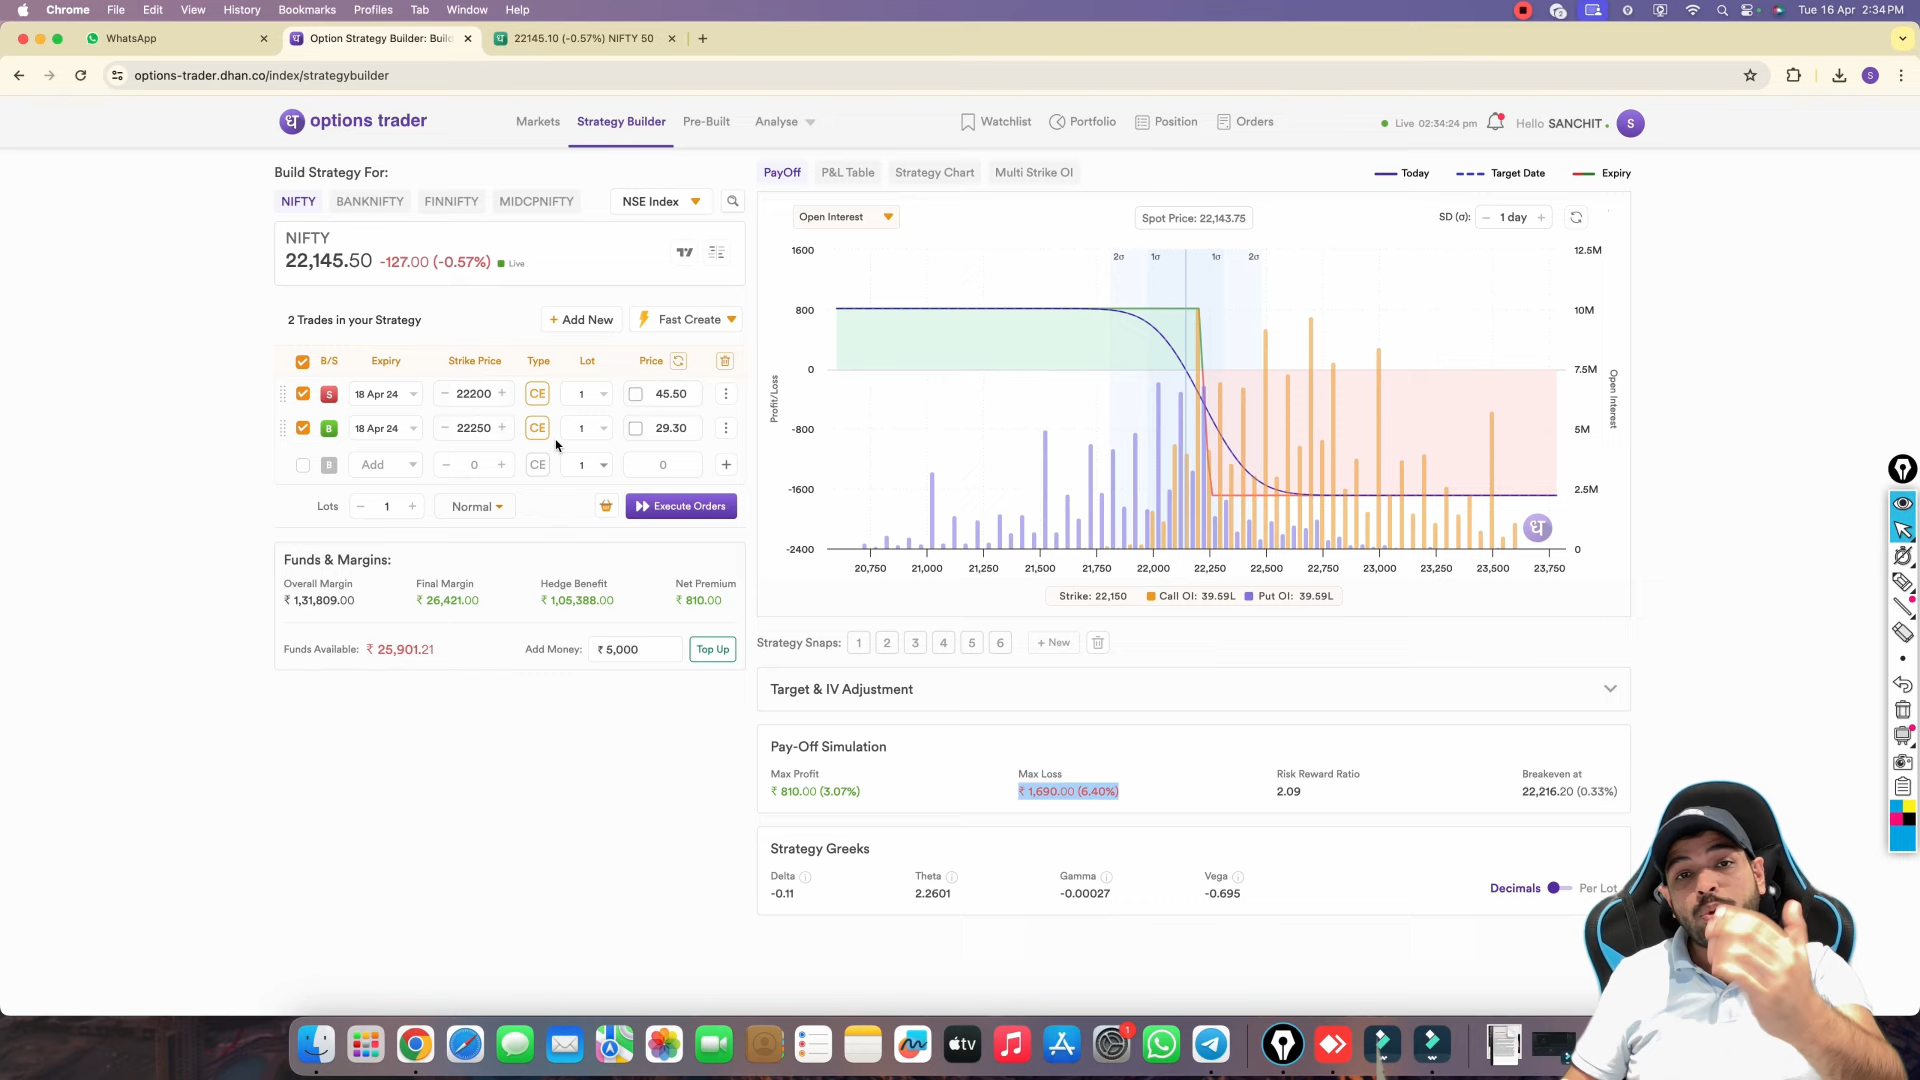 Chrome File Edit View History Bookmarks Profiles Tab Window Help
Tue 16 Apr 2:34 PM
WhatsApp
Option Strategy Builder: Buil
22145.10 (-0.57%) NIFTY 50
options-trader.dhan.co/index/strategybuilder
S
options trader
Markets Strategy Builder Pre-Built Analyse
Watchlist Portfolio Position Orders
Live 02:34:24 pm
Hello SANCHIT
S
Build Strategy For:
NIFTY BANKNIFTY FINNIFTY MIDCPNIFTY NSE Index
NIFTY
22,145.50 -127.00 (-0.57%) Live
2 Trades in your Strategy + Add New Fast Create
B/S Expiry Strike Price Type Lot Price
S 18 Apr 24 − 22200 + CE 1 45.50
B 18 Apr 24 − 22250 + CE 1 29.30
B Add − 0 + CE 1 0 +
Lots − 1 + Normal Execute Orders
Funds & Margins:
Overall Margin Final Margin Hedge Benefit Net Premium
₹ 1,31,809.00 ₹ 26,421.00 ₹ 1,05,388.00 ₹ 810.00
Funds Available: ₹ 25,901.21 Add Money: ₹ 5,000 Top Up
PayOff P&L Table Strategy Chart Multi Strike OI
Today Target Date Expiry
Open Interest
Spot Price: 22,143.75
SD (σ): − 1 day +
2σ 1σ 1σ 2σ
1600 12.5M
800 10M
0 7.5M
-800 5M
-1600 2.5M
-2400 0
Profit/Loss
Open Interest
20,750 21,000 21,250 21,500 21,750 22,000 22,250 22,500 22,750 23,000 23,250 23,500 23,750
Strike: 22,150 Call OI: 39.59L Put OI: 39.59L
Strategy Snaps: 1 2 3 4 5 6 + New
Target & IV Adjustment
Pay-Off Simulation
Max Profit Max Loss Risk Reward Ratio Breakeven at
₹ 810.00 (3.07%) ₹ 1,690.00 (6.40%) 2.09 22,216.20 (0.33%)
Strategy Greeks
Delta Theta Gamma Vega
-0.11 2.2601 -0.00027 -0.695
Decimals Per Lot
tv
1